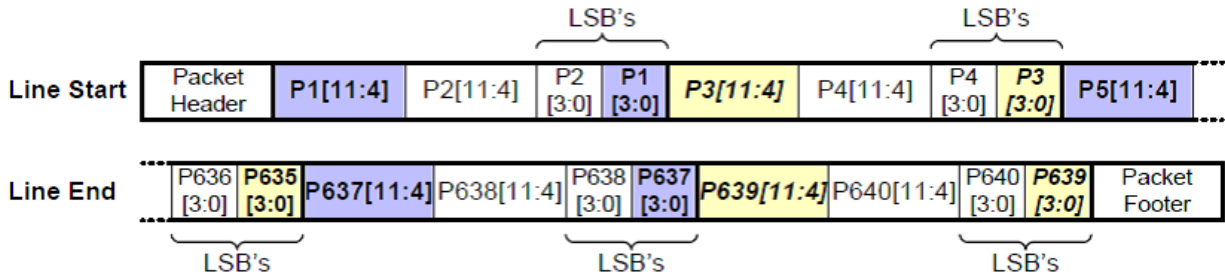 LSB's LSB's
Line Start Packet Header P1[11:4] P2[11:4] P2 [3:0] P1 [3:0] P3[11:4] P4[11:4] P4 [3:0] P3 [3:0] P5[11:4]
Line End P636 [3:0] P635 [3:0] P637[11:4] P638[11:4] P638 [3:0] P637 [3:0] P639[11:4] P640[11:4] P640 [3:0] P639 [3:0] Packet Footer
LSB's LSB's LSB's